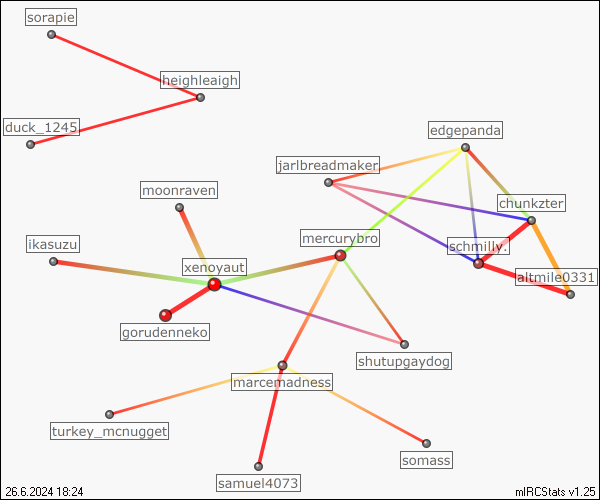 sorapie
heighleaigh
duck_1245
edgepanda
jarlbreadmaker
moonraven
chunkzter
mercurybro
ikasuzu
schmilly.
xenoyaut
altmile0331
gorudenneko
shutupgaydog
marcemadness
turkey_mcnugget
somass
samuel4073
26.6.2024 18:24
mIRCStats v1.25